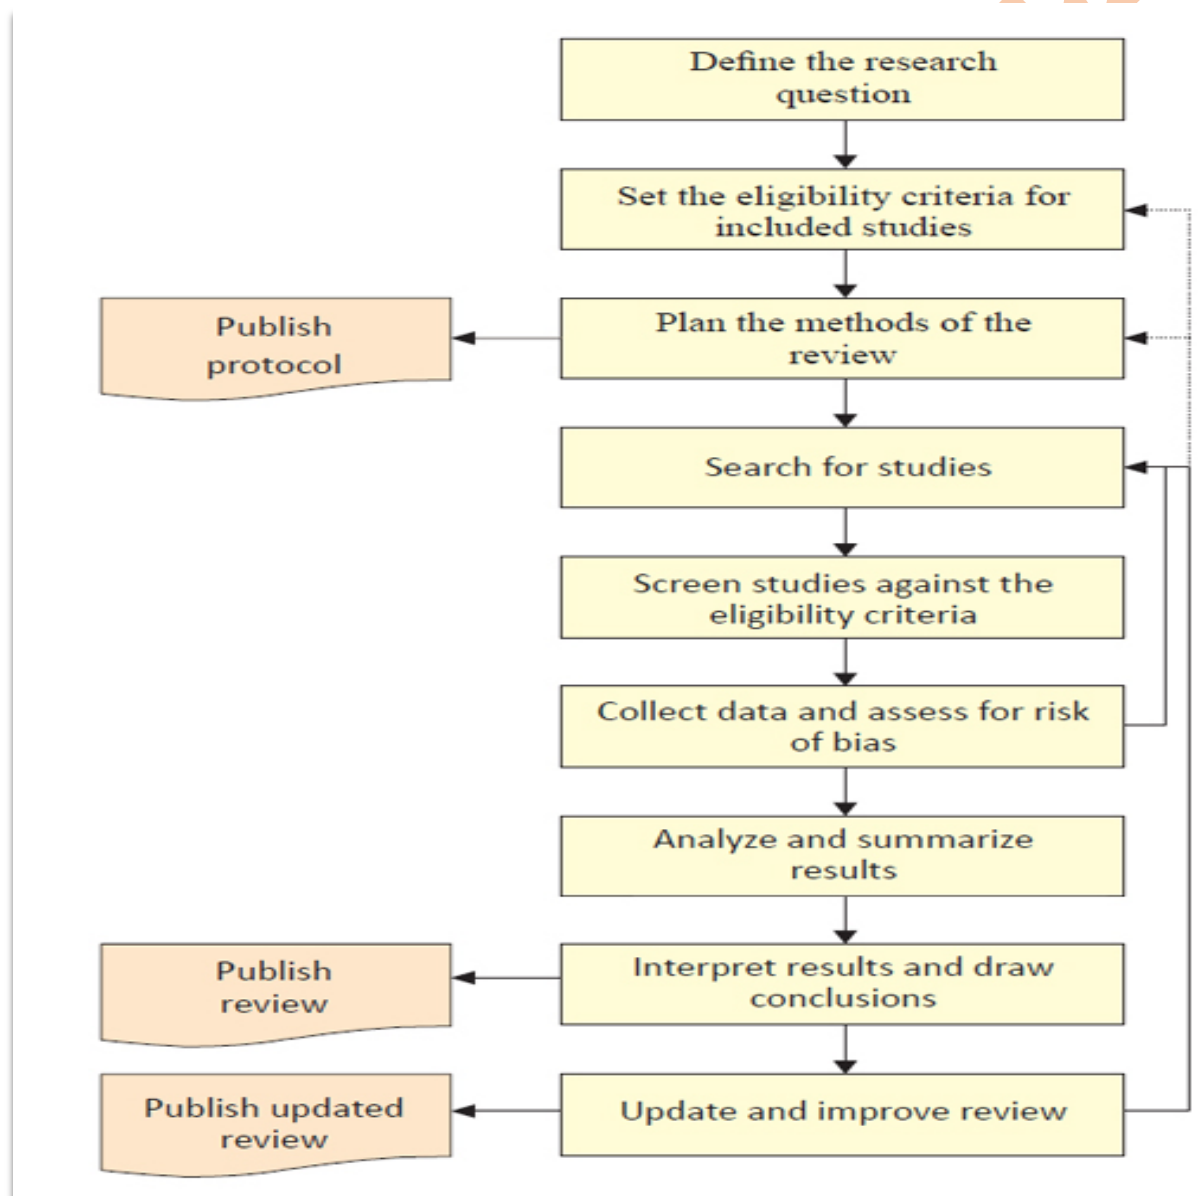 Define the research
question
Set the eligibility criteria for
included studies
Publish
protocol
Plan the methods of the
review
Search for studies
Screen studies against the
eligibility criteria
Collect data and assess for risk
of bias
Analyze and summarize
results
Publish
review
Interpret results and draw
conclusions
Publish updated
review
Update and improve review